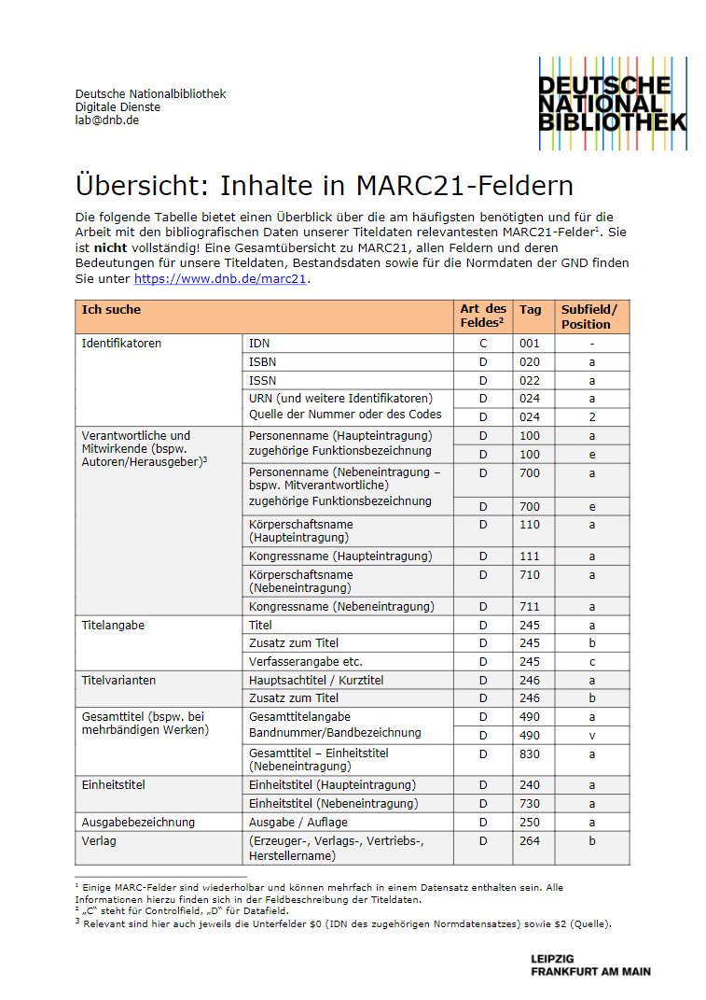 Deutsche Nationalbibliothek
Digitale Dienste
lab@dnb.de
DEUTSCHE
NATIONAL
BIBLIOTHEK
Übersicht: Inhalte in MARC21-Feldern
Die folgende Tabelle bietet einen Überblick über die am häufigsten benötigten und für die
Arbeit mit den bibliografischen Daten unserer Titeldaten relevantesten MARC21-Felder¹. Sie
ist nicht vollständig! Eine Gesamtübersicht zu MARC21, allen Feldern und deren
Bedeutungen für unsere Titeldaten, Bestandsdaten sowie für die Normdaten der GND finden
Sie unter https://www.dnb.de/marc21.
Ich suche Art des Tag Subfield/
Feldes² Position
Identifikatoren IDN C 001 -
ISBN D 020 a
ISSN D 022 a
URN (und weitere Identifikatoren) D 024 a
Quelle der Nummer oder des Codes D 024 2
Verantwortliche und Personenname (Haupteintragung) D 100 a
Mitwirkende (bspw. zugehörige Funktionsbezeichnung D 100 e
Autoren/Herausgeber)³
Personenname (Nebeneintragung – D 700 a
bspw. Mitverantwortliche)
zugehörige Funktionsbezeichnung D 700 e
Körperschaftsname D 110 a
(Haupteintragung)
Kongressname (Haupteintragung) D 111 a
Körperschaftsname D 710 a
(Nebeneintragung)
Kongressname (Nebeneintragung) D 711 a
Titelangabe Titel D 245 a
Zusatz zum Titel D 245 b
Verfasserangabe etc. D 245 c
Titelvarianten Hauptsachtitel / Kurztitel D 246 a
Zusatz zum Titel D 246 b
Gesamttitel (bspw. bei Gesamttitelangabe D 490 a
mehrbändigen Werken) Bandnummer/Bandbezeichnung D 490 v
Gesamttitel – Einheitstitel D 830 a
(Nebeneintragung)
Einheitstitel Einheitstitel (Haupteintragung) D 240 a
Einheitstitel (Nebeneintragung) D 730 a
Ausgabebezeichnung Ausgabe / Auflage D 250 a
Verlag (Erzeuger-, Verlags-, Vertriebs-, D 264 b
Herstellername)
¹ Einige MARC-Felder sind wiederholbar und können mehrfach in einem Datensatz enthalten sein. Alle
Informationen hierzu finden sich in der Feldbeschreibung der Titeldaten.
² „C“ steht für Controlfield, „D“ für Datafield.
³ Relevant sind hier auch jeweils die Unterfelder $0 (IDN des zugehörigen Normdatensatzes) sowie $2 (Quelle).
LEIPZIG
FRANKFURT AM MAIN